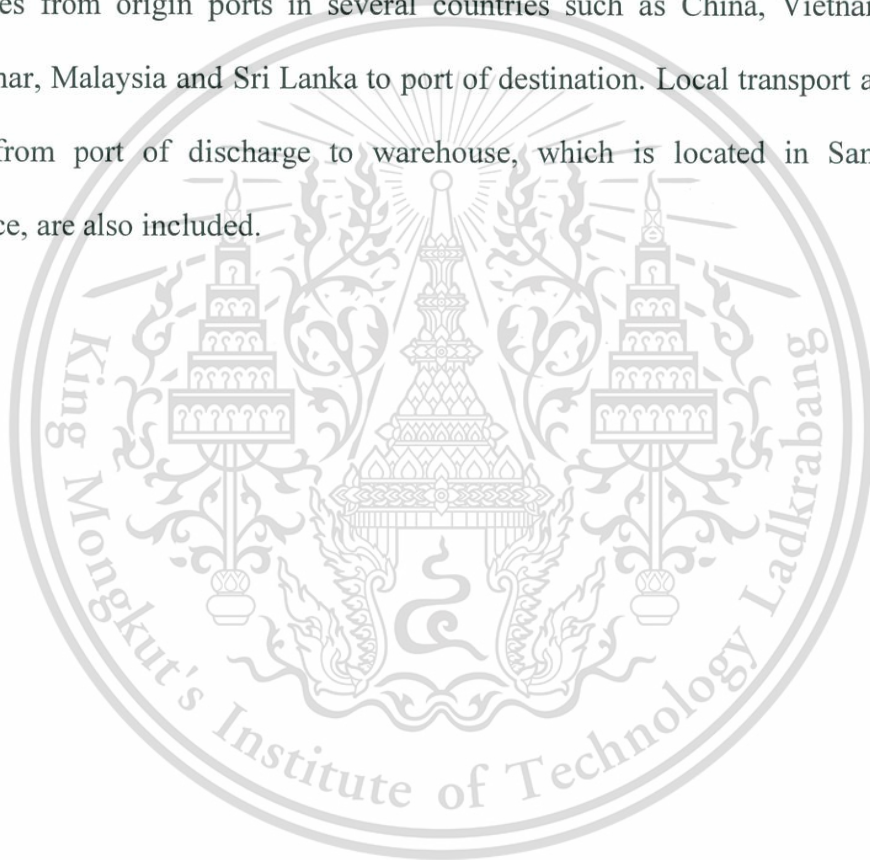 es from origin ports in several countries such as China, Vietnam
nar, Malaysia and Sri Lanka to port of destination. Local transport a
from port of discharge to warehouse, which is located in San
ce, are also included.
King Mongkut's Institute of Technology Ladkrabang